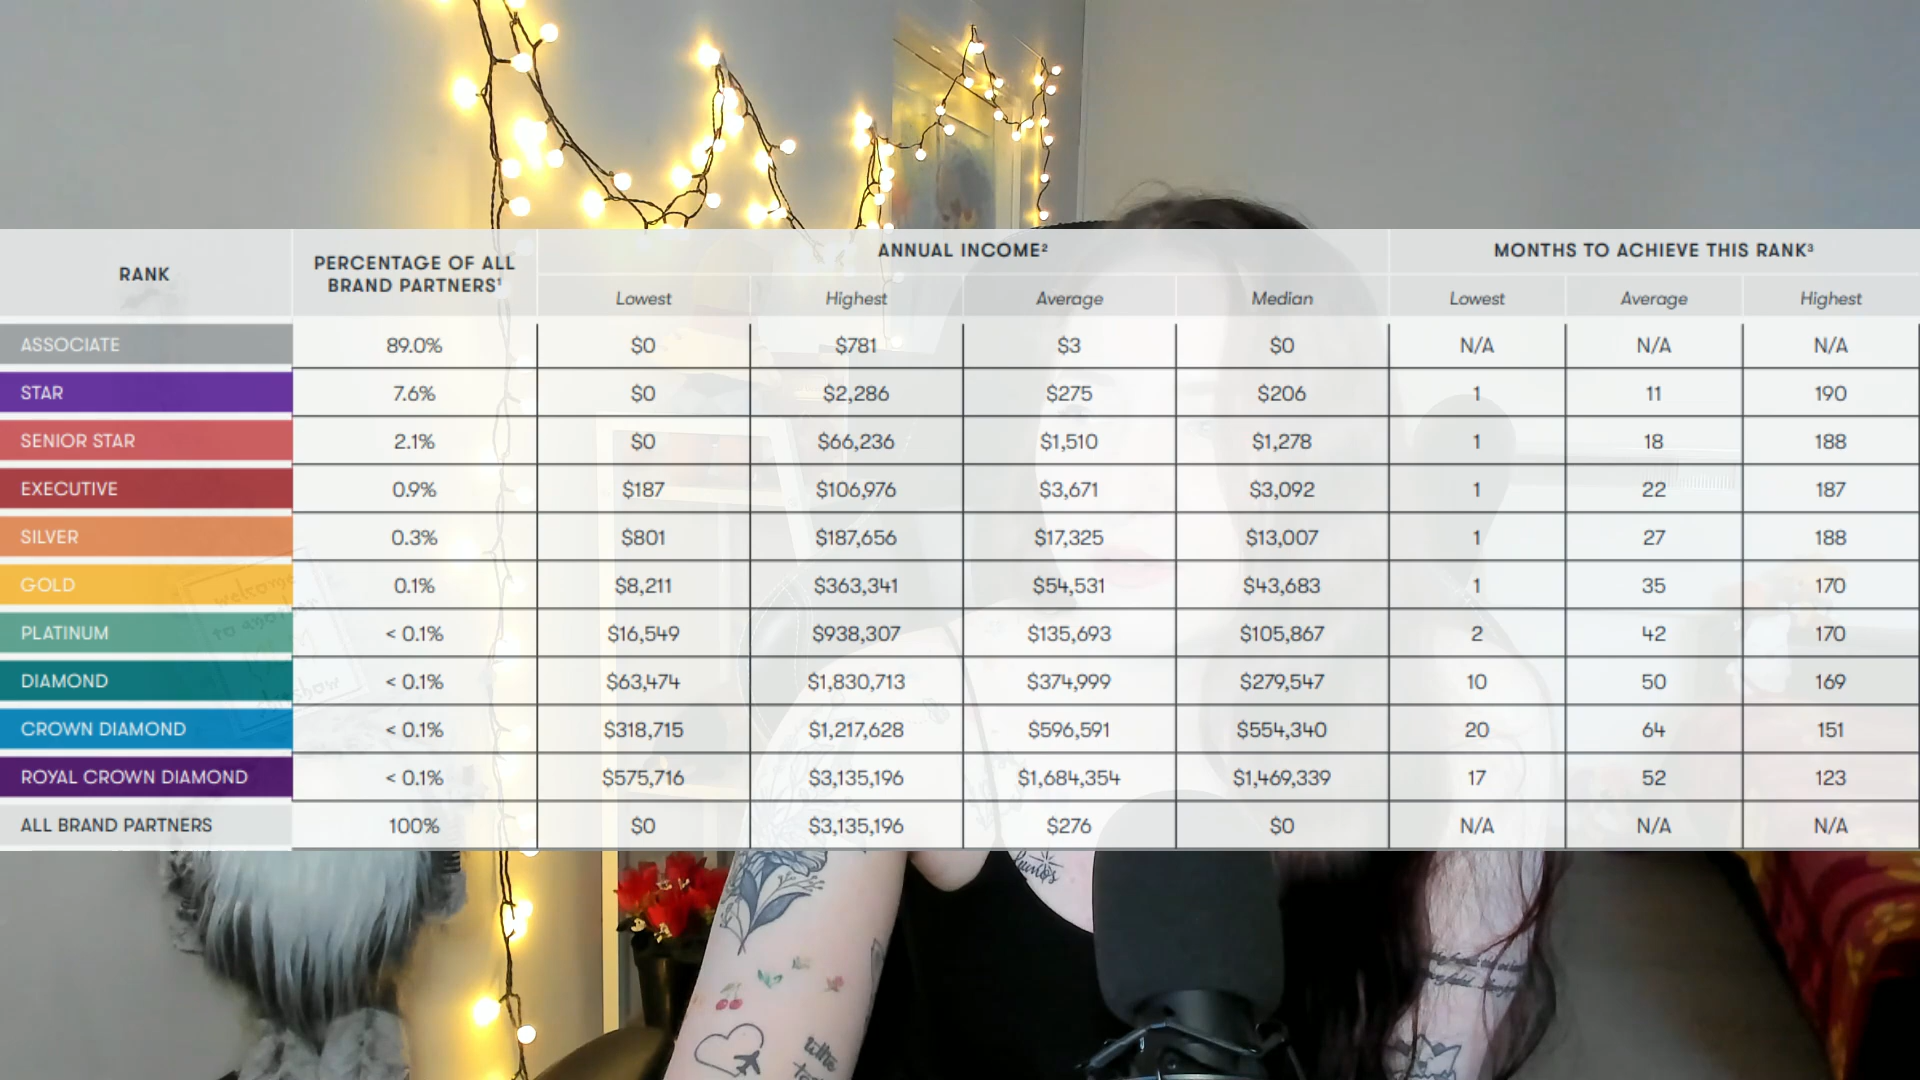 RANK
PERCENTAGE OF ALL
BRAND PARTNERS¹
ANNUAL INCOME²
MONTHS TO ACHIEVE THIS RANK³
Lowest Highest Average Median Lowest Average Highest
ASSOCIATE 89.0% $0 $781 $3 $0 N/A N/A N/A
STAR 7.6% $0 $2,286 $275 $206 1 11 190
SENIOR STAR 2.1% $0 $66,236 $1,510 $1,278 1 18 188
EXECUTIVE 0.9% $187 $106,976 $3,671 $3,092 1 22 187
SILVER 0.3% $801 $187,656 $17,325 $13,007 1 27 188
GOLD 0.1% $8,211 $363,341 $54,531 $43,683 1 35 170
PLATINUM < 0.1% $16,549 $938,307 $135,693 $105,867 2 42 170
DIAMOND < 0.1% $63,474 $1,830,713 $374,999 $279,547 10 50 169
CROWN DIAMOND < 0.1% $318,715 $1,217,628 $596,591 $554,340 20 64 151
ROYAL CROWN DIAMOND < 0.1% $575,716 $3,135,196 $1,684,354 $1,469,339 17 52 123
ALL BRAND PARTNERS 100% $0 $3,135,196 $276 $0 N/A N/A N/A
welcome
to another